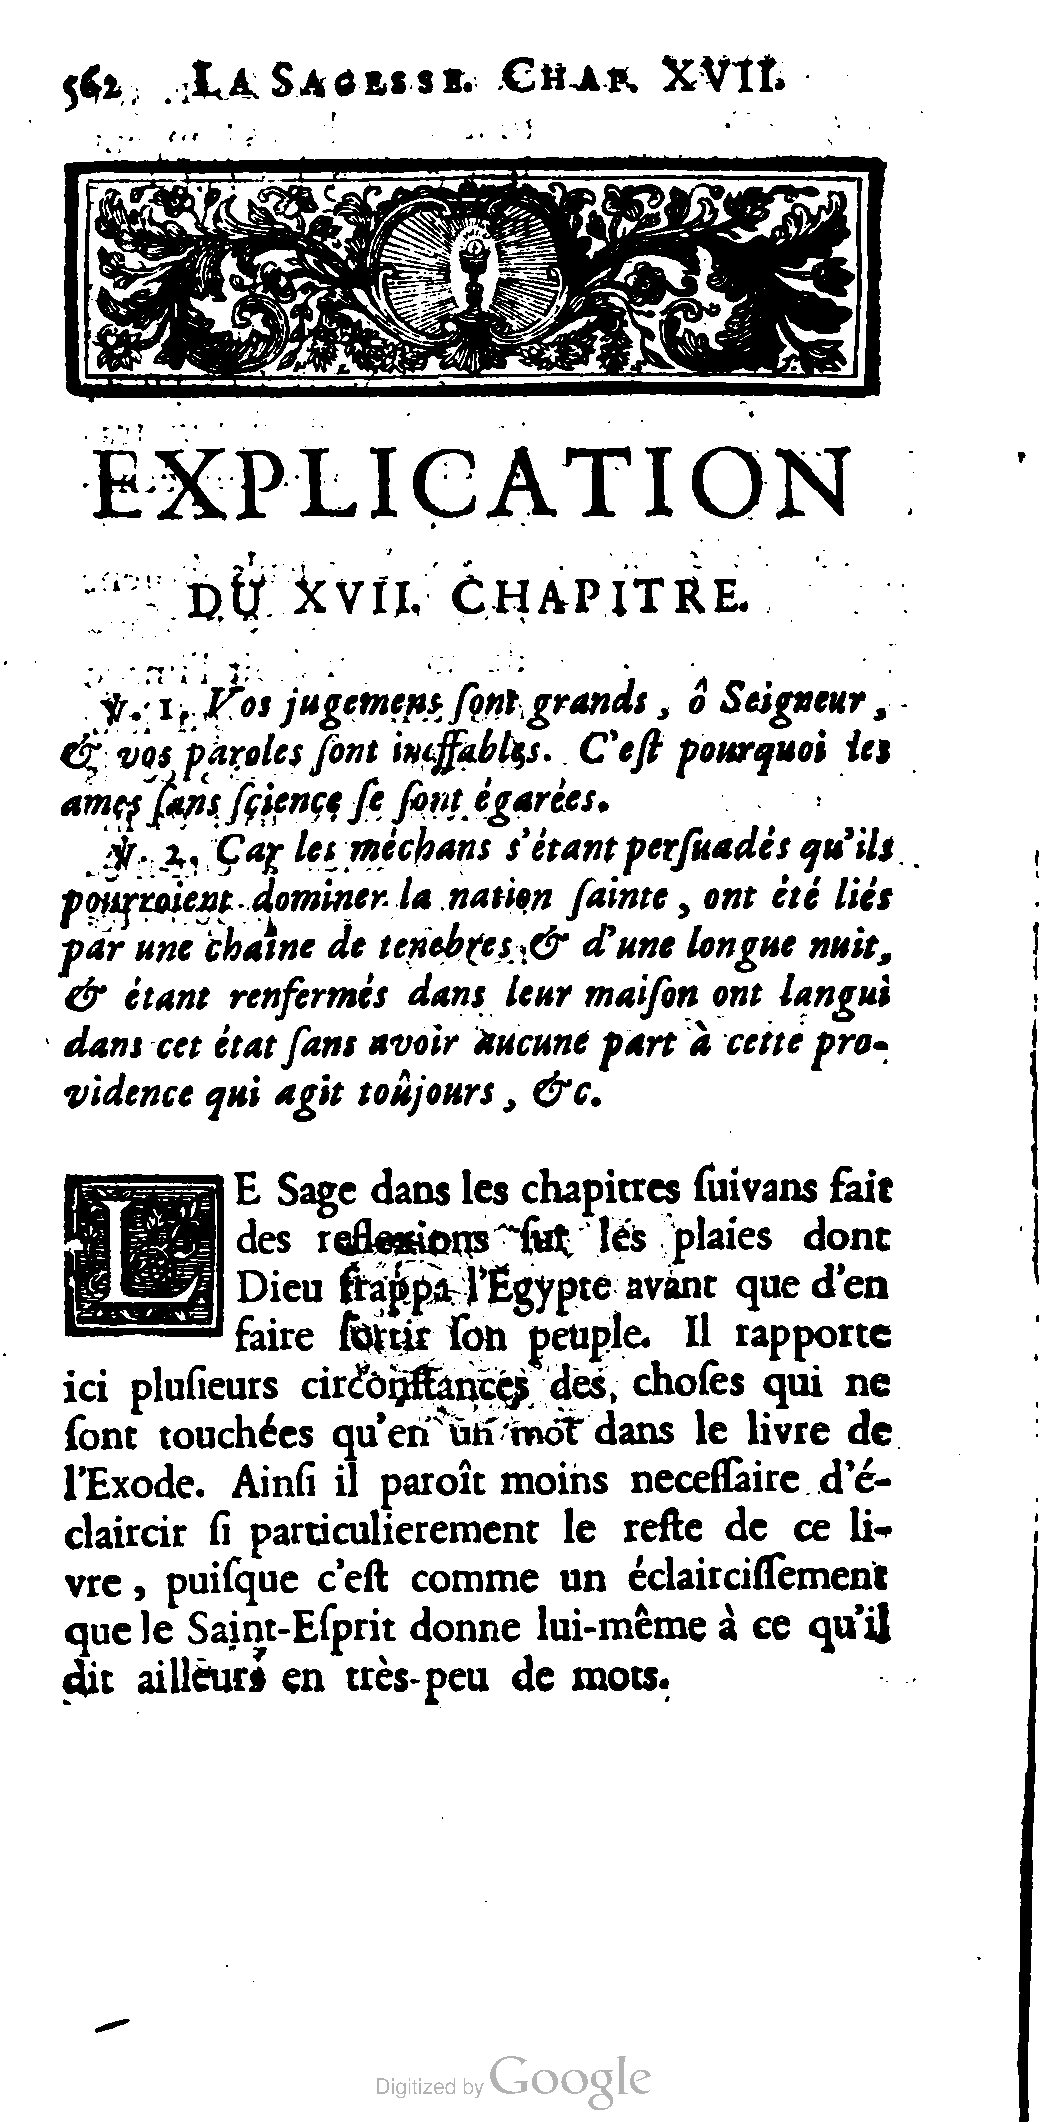 562 LA SAGESSE. CHAP. XVII.
EXPLICATION
DU XVII. CHAPITRE.
℣. 1. Vos jugemens ſont grands, ô Seigneur,
& vos paroles ſont ineffables. C'eſt pourquoi les
ames ſans ſçience ſe ſont égarées.
℣. 2. Car les méchans s'étant perſuadés qu'ils
pourroient dominer la nation ſainte, ont été liés
par une chaîne de tenebres & d'une longue nuit,
& étant renfermés dans leur maiſon ont langui
dans cet état ſans avoir aucune part à cette pro-
vidence qui agit toûjours, &c.
LE Sage dans les chapitres ſuivans fait
des reflexions ſur les plaies dont
Dieu frappa l'Egypte avant que d'en
faire ſortir ſon peuple. Il rapporte
ici pluſieurs circonſtances des choſes qui ne
ſont touchées qu'en un mot dans le livre de
l'Exode. Ainſi il paroît moins neceſſaire d'é-
claircir ſi particulierement le reſte de ce li-
vre, puiſque c'eſt comme un éclairciſſement
que le Saint-Eſprit donne lui-même à ce qu'il
dit ailleurs en très-peu de mots.
Digitized by Google